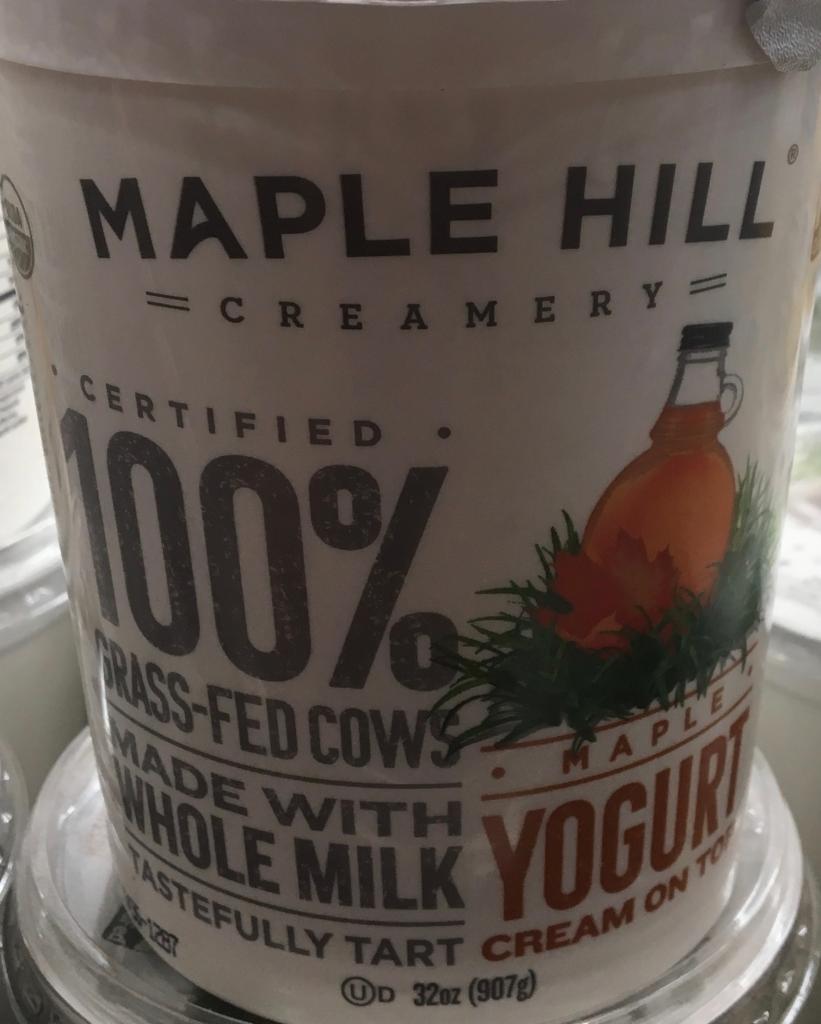 MAPLE HILL®
CREAMERY
• CERTIFIED •
100%
GRASS-FED COWS
MADE WITH
WHOLE MILK
TASTEFULLY TART
• MAPLE •
YOGURT
CREAM ON TOP
UD 32oz (907g)